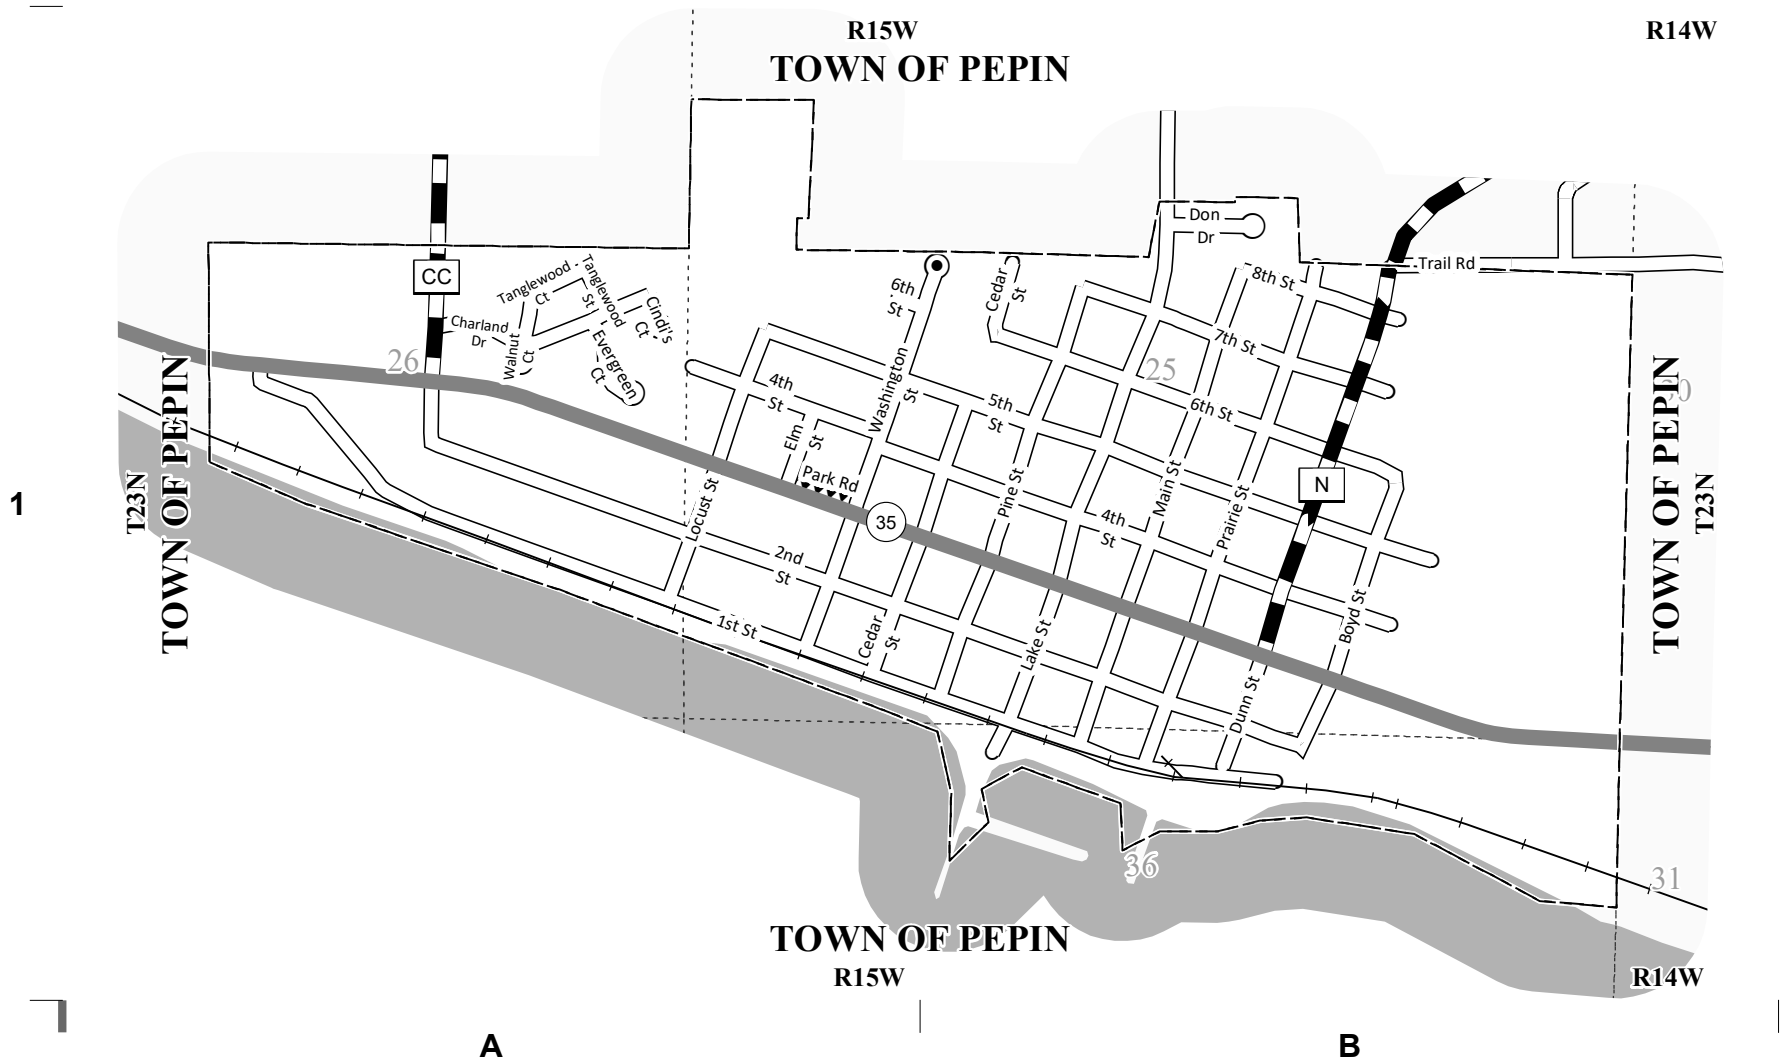 R15W
R14W
TOWN OF PEPIN
Don
Dr
Trail Rd
8th St
CC
6th
St
Cedar
St
Tanglewood
Ct
Tanglewood
St
Cindi's
Ct
Charland
Dr
Walnut
Ct
Evergreen
Ct
7th St
26
25
30
4th
St
Washington
St
5th
St
6th St
Elm
St
Park Rd
TOWN OF PEPIN
T23N
1
Locust St
35
Pine St
Main St
Prairie St
N
TOWN OF PEPIN
T23N
4th
St
2nd
St
1st St
Cedar
St
Lake St
Boyd St
Dunn St
36
31
TOWN OF PEPIN
R15W
R14W
A
B